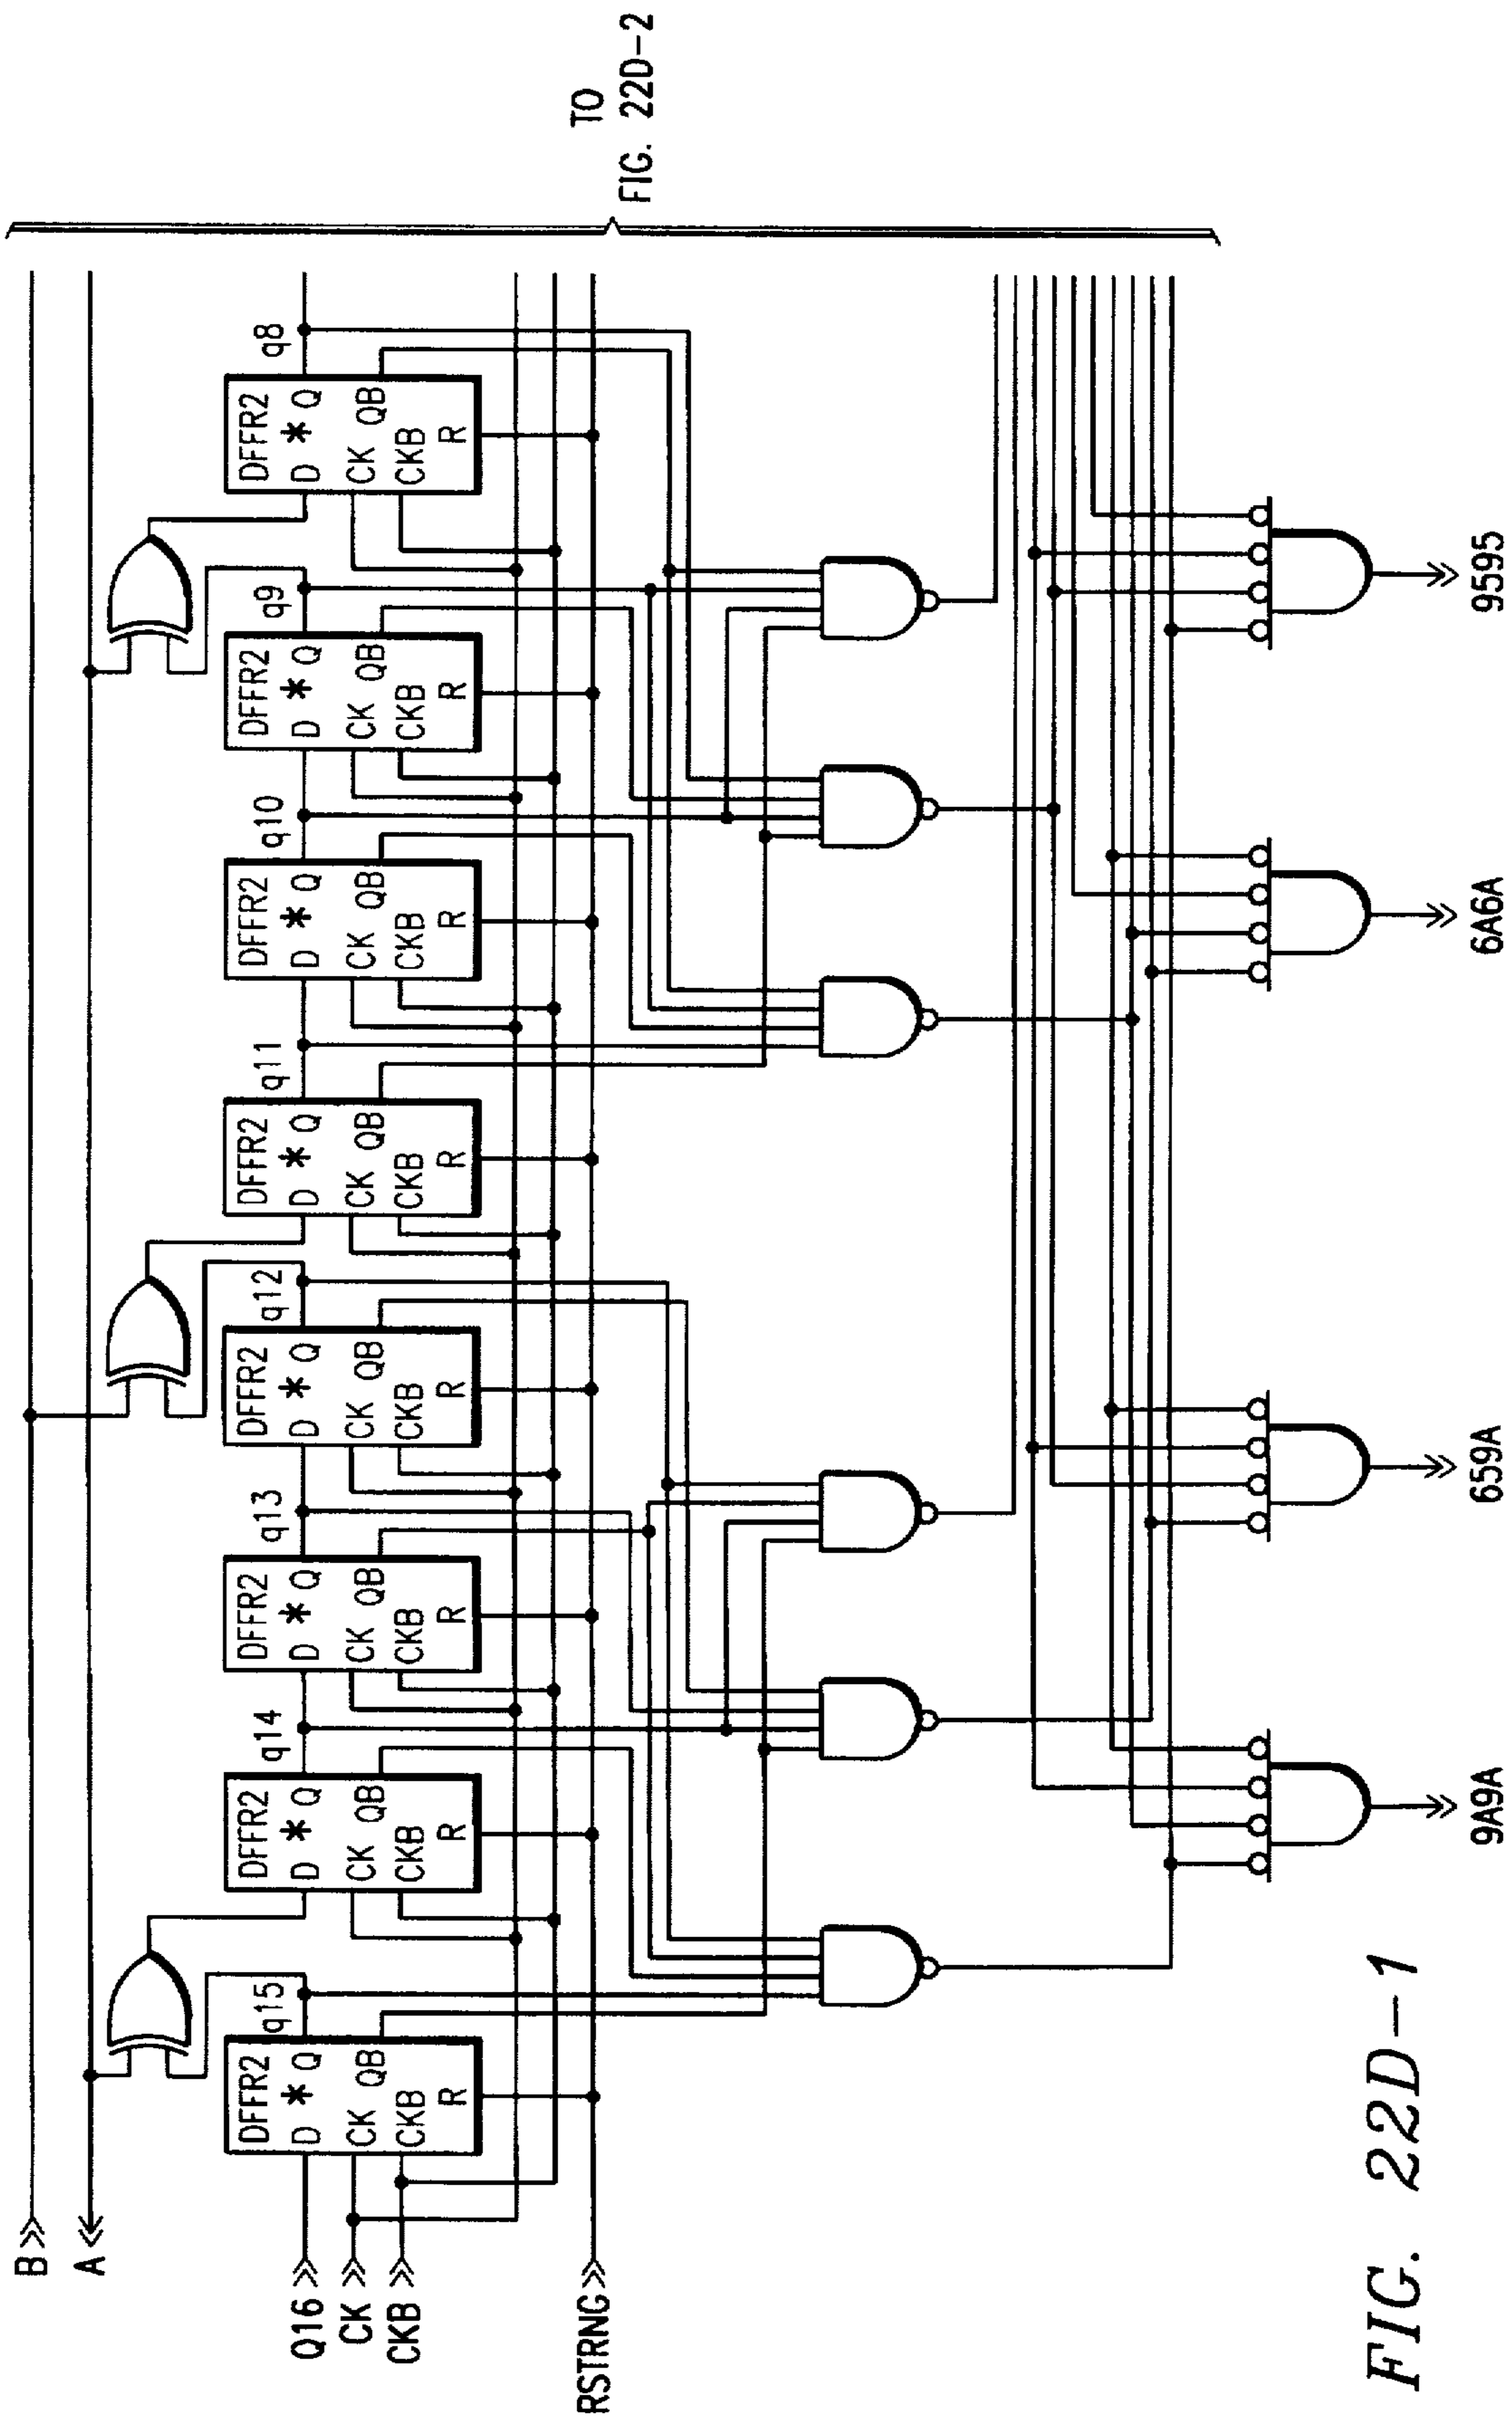 B
A
Q16
CK
CKB
RSTRNG
q15
q14
q13
q12
q11
q10
q9
q8
DFFR2
D * Q
CK QB
CKB
R
DFFR2
D * Q
CK QB
CKB
R
DFFR2
D * Q
CK QB
CKB
R
DFFR2
D * Q
CK QB
CKB
R
DFFR2
D * Q
CK QB
CKB
R
DFFR2
D * Q
CK QB
CKB
R
DFFR2
D * Q
CK QB
CKB
R
DFFR2
D * Q
CK QB
CKB
R
TO
FIG. 22D-2
9A9A
659A
6A6A
9595
FIG. 22D-1